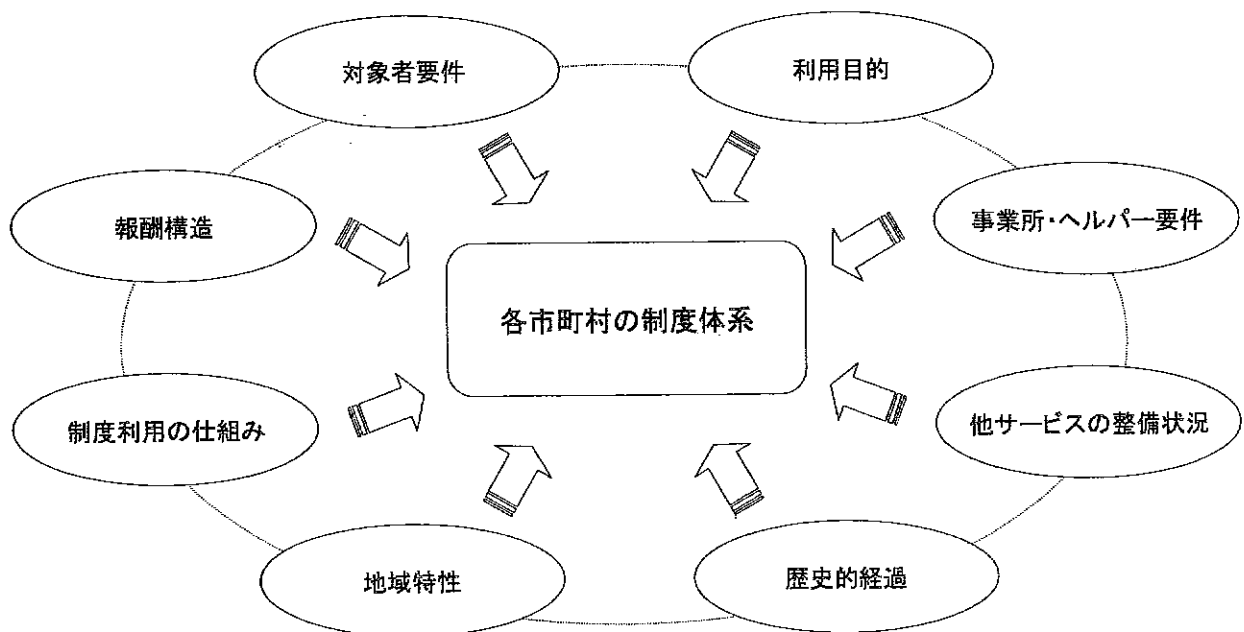 対象者要件
利用目的
報酬構造
事業所・ヘルパー要件
各市町村の制度体系
制度利用の仕組み
他サービスの整備状況
地域特性
歴史的経過